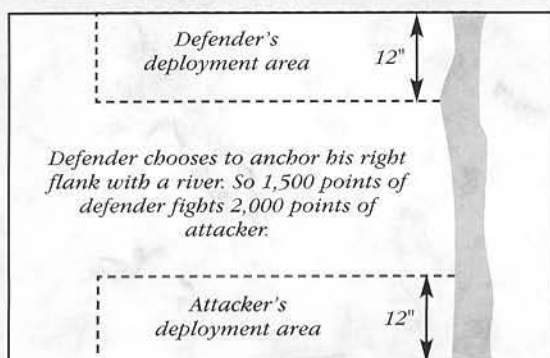 Defender's
deployment area
12"
Defender chooses to anchor his right
flank with a river. So 1,500 points of
defender fights 2,000 points of
attacker.
Attacker's
deployment area
12"